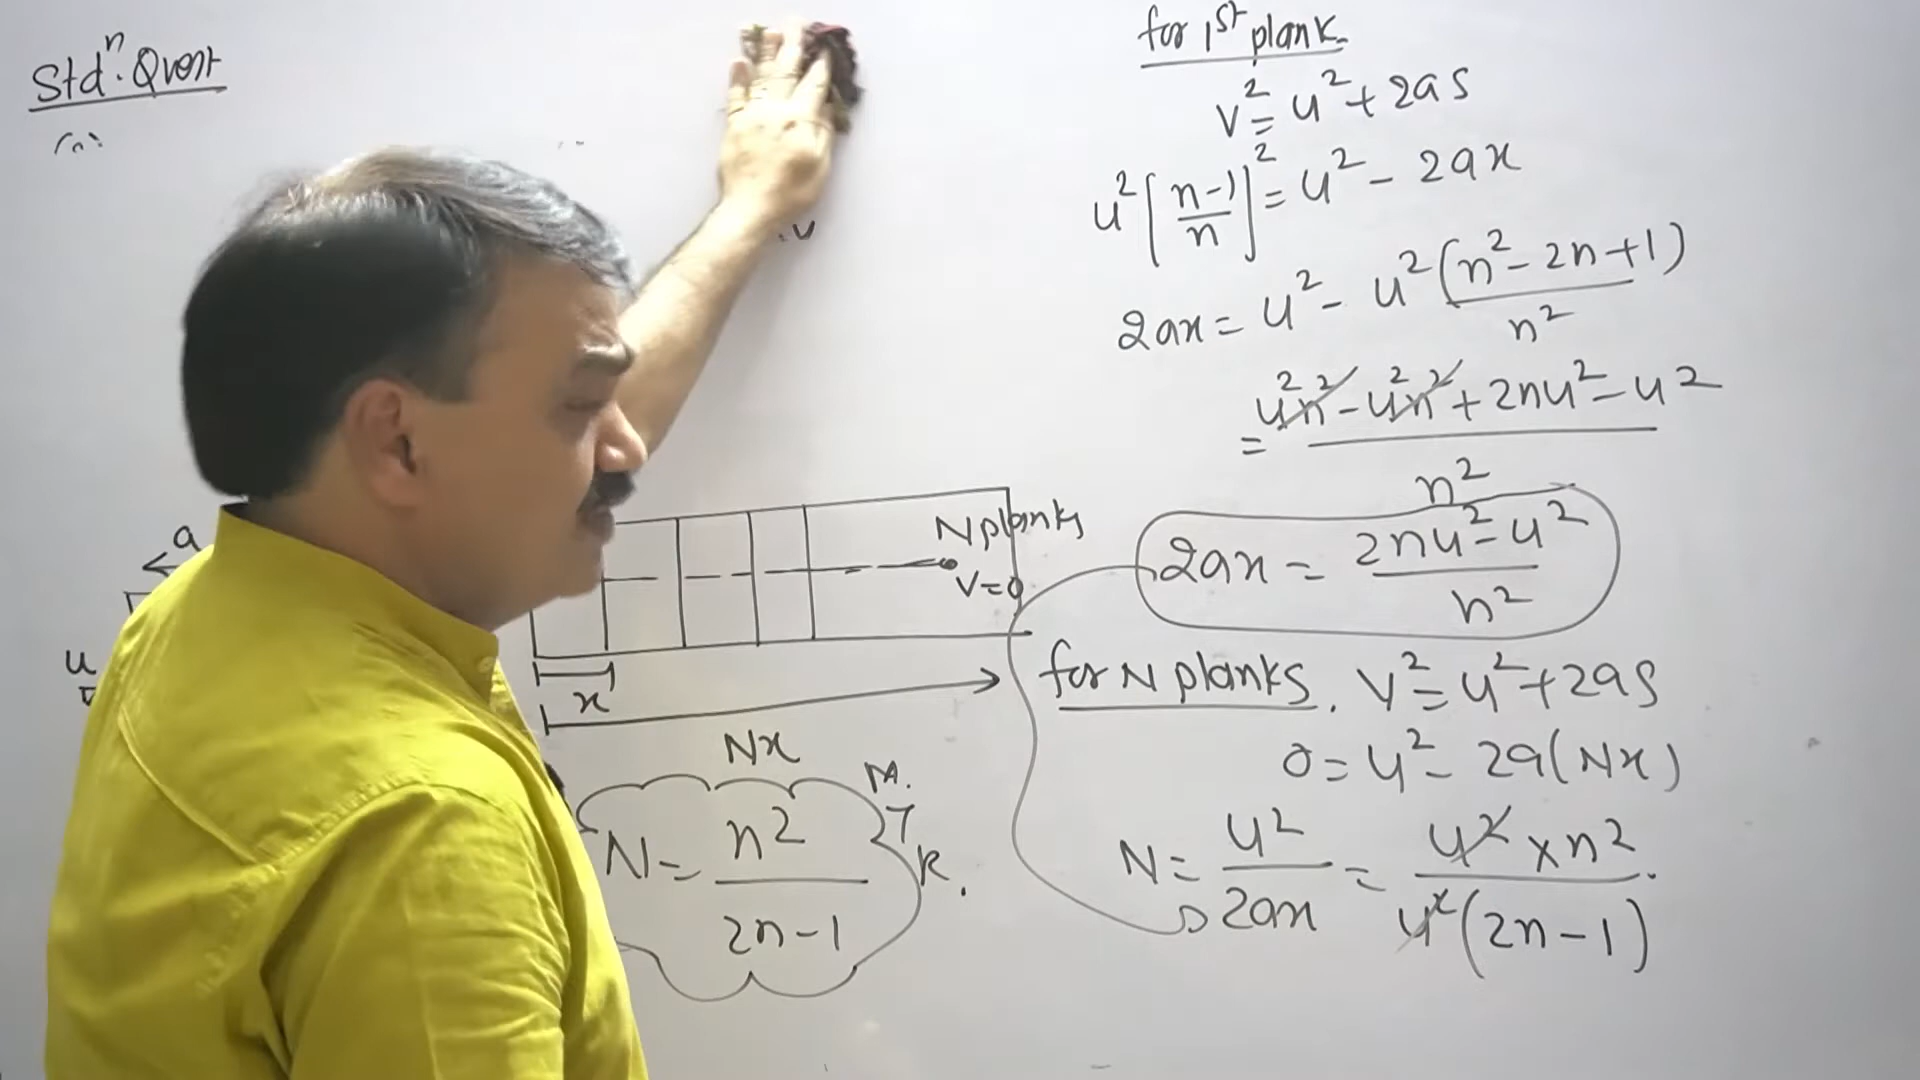 Stdⁿ. Quest
for 1st plank.
v² = u² + 2as
u² [n-1/n]² = u² - 2ax
2ax = u² - u² (n² - 2n + 1)/n²
= u²n² - u²n² + 2nu² - u² / n²
2ax = 2nu² - u² / n²
for N planks. v² = u² + 2as
0 = u² - 2a(Nx)
N = u²/2ax = u² × n² / u²(2n-1)
a
u
.v
N planks
v=0
x
Nx
N = n² / 2n-1
M.
T
R.